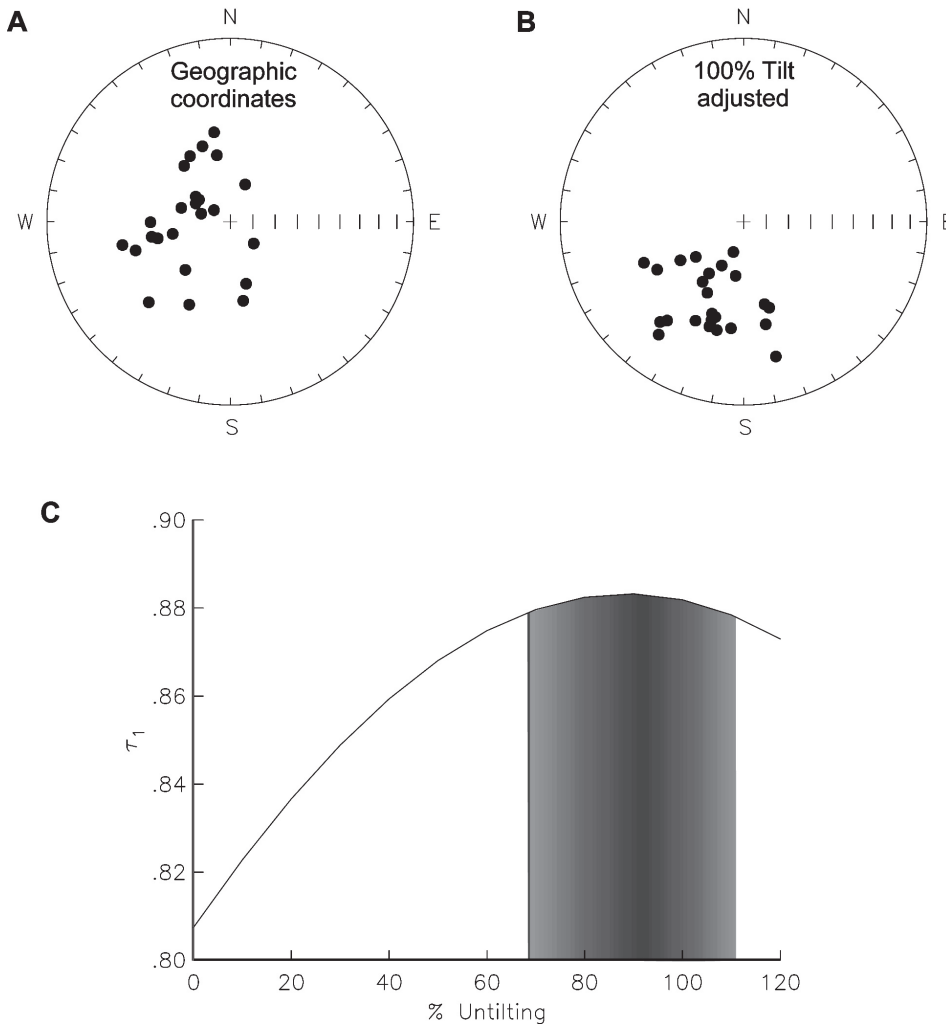 A
N
Geographic
coordinates
W
E
S
B
N
100% Tilt
adjusted
W
E
S
C
.90
.88
.86
.84
.82
.80
τ1
0 20 40 60 80 100 120
% Untilting